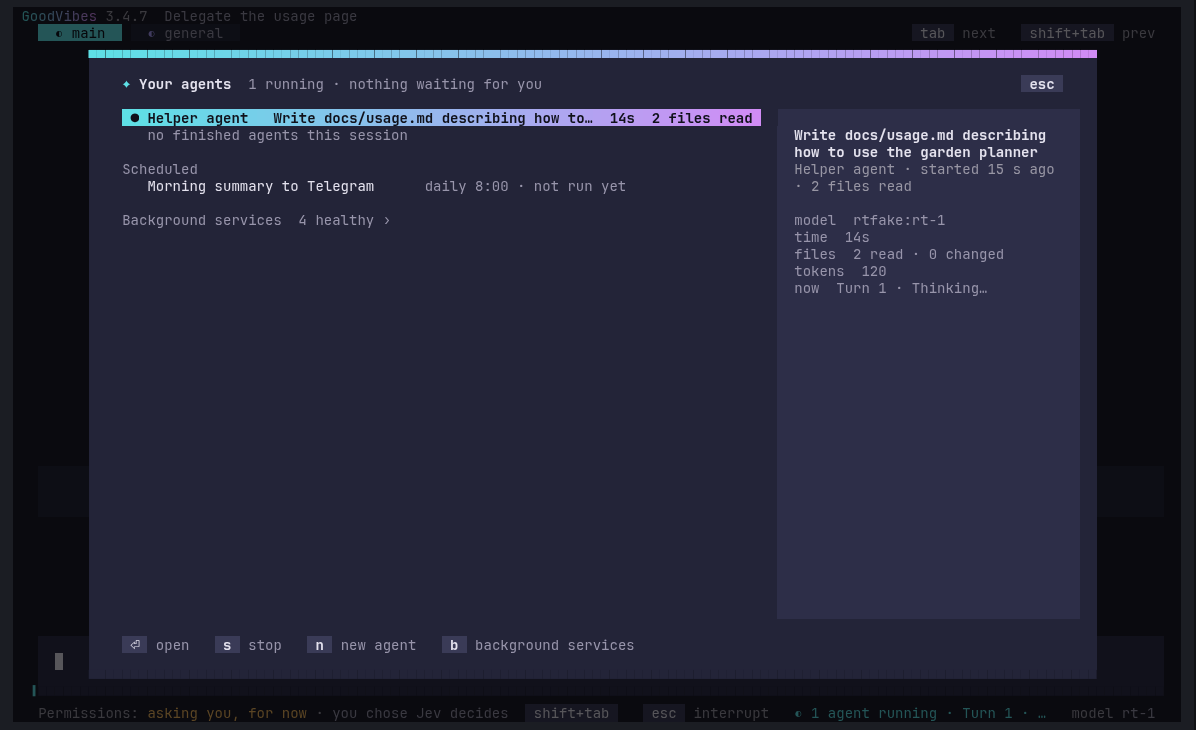 GoodVibes 3.4.7  Delegate the usage page
◐ main  ◐ general  tab next  shift+tab prev
✦ Your agents  1 running · nothing waiting for you  esc
● Helper agent  Write docs/usage.md describing how to…  14s  2 files read
no finished agents this session
Scheduled
Morning summary to Telegram  daily 8:00 · not run yet
Background services  4 healthy ›
Write docs/usage.md describing
how to use the garden planner
Helper agent · started 15 s ago
· 2 files read
model  rtfake:rt-1
time  14s
files  2 read · 0 changed
tokens  120
now  Turn 1 · Thinking…
⏎ open  s stop  n new agent  b background services
Permissions: asking you, for now · you chose Jev decides  shift+tab  esc interrupt  ◐ 1 agent running · Turn 1 · …  model rt-1